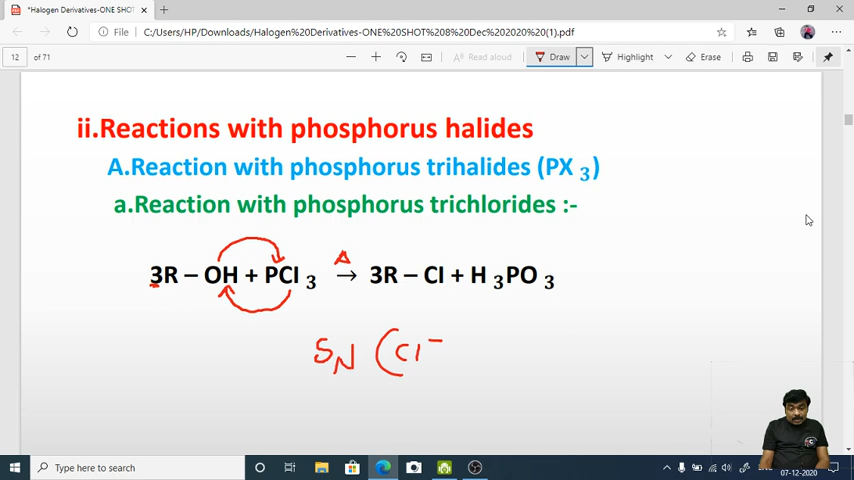 *Halogen Derivatives-ONE SHOT
File
C:/Users/HP/Downloads/Halogen%20Derivatives-ONE%20SHOT%208%20Dec%202020%20(1).pdf
12 of 71
Read aloud
Draw
Highlight
Erase
ii.Reactions with phosphorus halides
A.Reaction with phosphorus trihalides (PX 3)
a.Reaction with phosphorus trichlorides :-
Δ
3R – OH + PCl 3 → 3R – Cl + H 3PO 3
SN (Cl⁻
Type here to search
07-12-2020